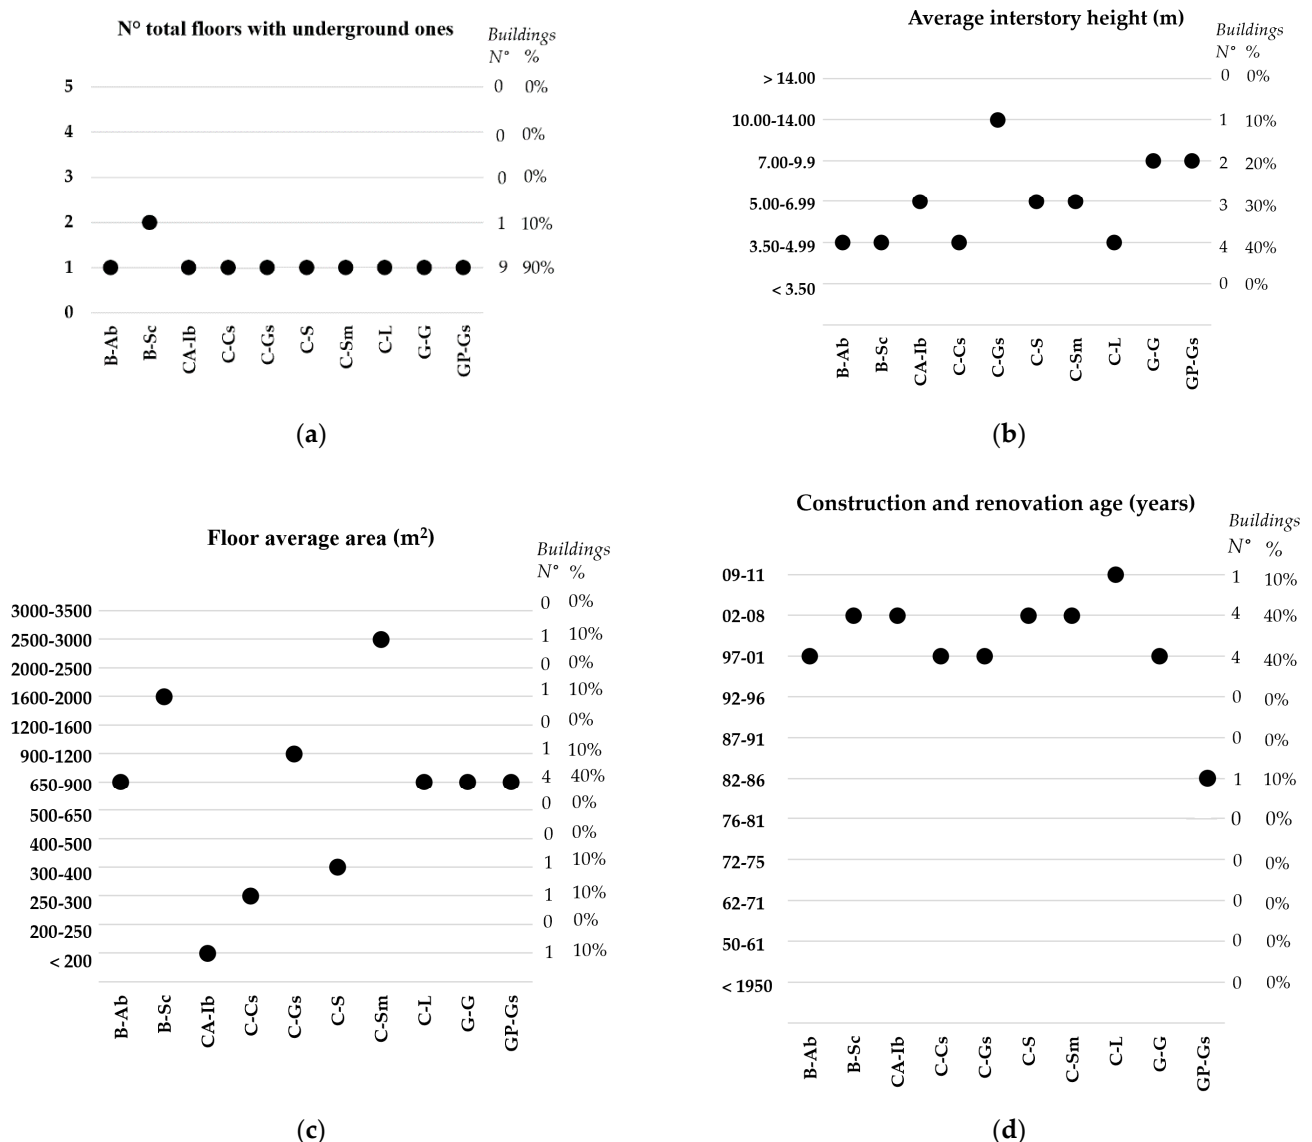 N° total floors with underground ones
Buildings
N° %
5 0 0%
4 0 0%
3 0 0%
2 1 10%
1 9 90%
0
B-Ab B-Sc CA-Ib C-Cs C-Gs C-S C-Sm C-L G-G GP-Gs
(a)
Average interstory height (m)
Buildings
N° %
> 14.00 0 0%
10.00-14.00 1 10%
7.00-9.9 2 20%
5.00-6.99 3 30%
3.50-4.99 4 40%
< 3.50 0 0%
B-Ab B-Sc CA-Ib C-Cs C-Gs C-S C-Sm C-L G-G GP-Gs
(b)
Floor average area (m²)
Buildings
N° %
3000-3500 0 0%
2500-3000 1 10%
2000-2500 0 0%
1600-2000 1 10%
1200-1600 0 0%
900-1200 1 10%
650-900 4 40%
500-650 0 0%
400-500 0 0%
300-400 1 10%
250-300 1 10%
200-250 0 0%
< 200 1 10%
B-Ab B-Sc CA-Ib C-Cs C-Gs C-S C-Sm C-L G-G GP-Gs
(c)
Construction and renovation age (years)
Buildings
N° %
09-11 1 10%
02-08 4 40%
97-01 4 40%
92-96 0 0%
87-91 0 0%
82-86 1 10%
76-81 0 0%
72-75 0 0%
62-71 0 0%
50-61 0 0%
< 1950 0 0%
B-Ab B-Sc CA-Ib C-Cs C-Gs C-S C-Sm C-L G-G GP-Gs
(d)